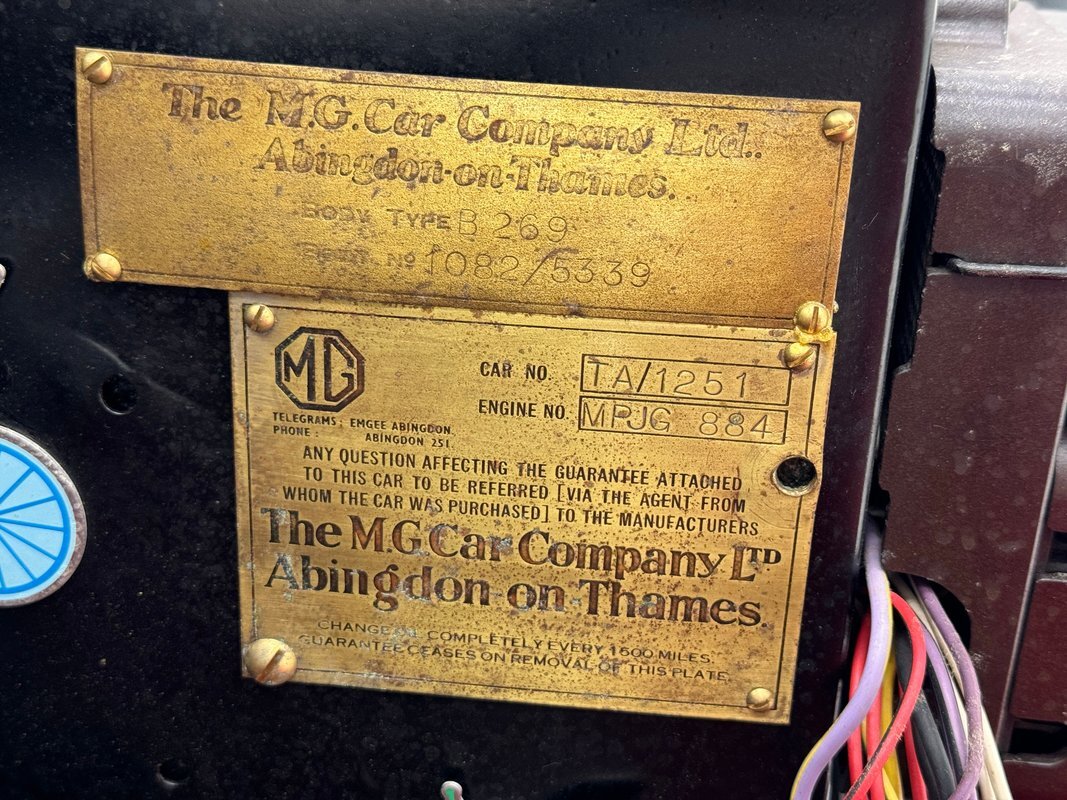 The M.G. Car Company Ltd..
Abingdon-on-Thames.
BODY TYPE B 269
No 1082/5339
MG
CAR NO. TA/1251
ENGINE NO. MPJG 884
TELEGRAMS: EMGEE ABINGDON.
PHONE: ABINGDON 251.
ANY QUESTION AFFECTING THE GUARANTEE ATTACHED
TO THIS CAR TO BE REFERRED [VIA THE AGENT FROM
WHOM THE CAR WAS PURCHASED] TO THE MANUFACTURERS
The M.G Car Company LTD
Abingdon-on-Thames.
CHANGE OIL COMPLETELY EVERY 1500 MILES.
GUARANTEE CEASES ON REMOVAL OF THIS PLATE.